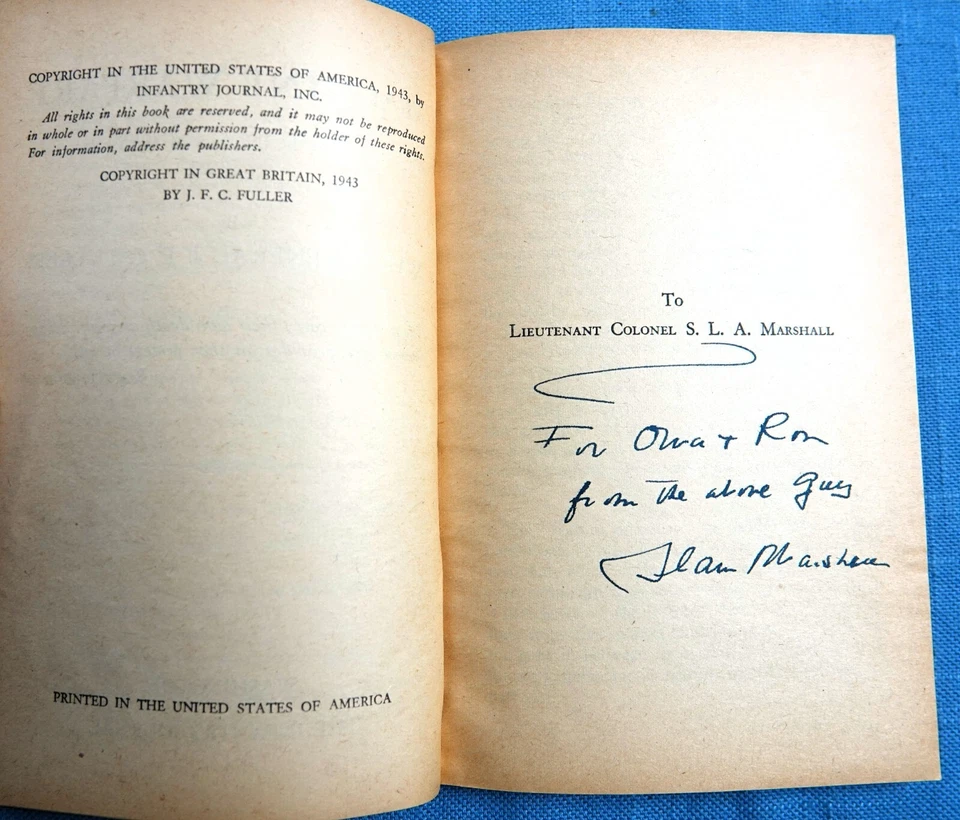 COPYRIGHT IN THE UNITED STATES OF AMERICA, 1943, by
INFANTRY JOURNAL, INC.
All rights in this book are reserved, and it may not be reproduced
in whole or in part without permission from the holder of these rights.
For information, address the publishers.
COPYRIGHT IN GREAT BRITAIN, 1943
BY J. F. C. FULLER
PRINTED IN THE UNITED STATES OF AMERICA
To
LIEUTENANT COLONEL S. L. A. MARSHALL
For + Ron
from the above guy
Slam Marshall